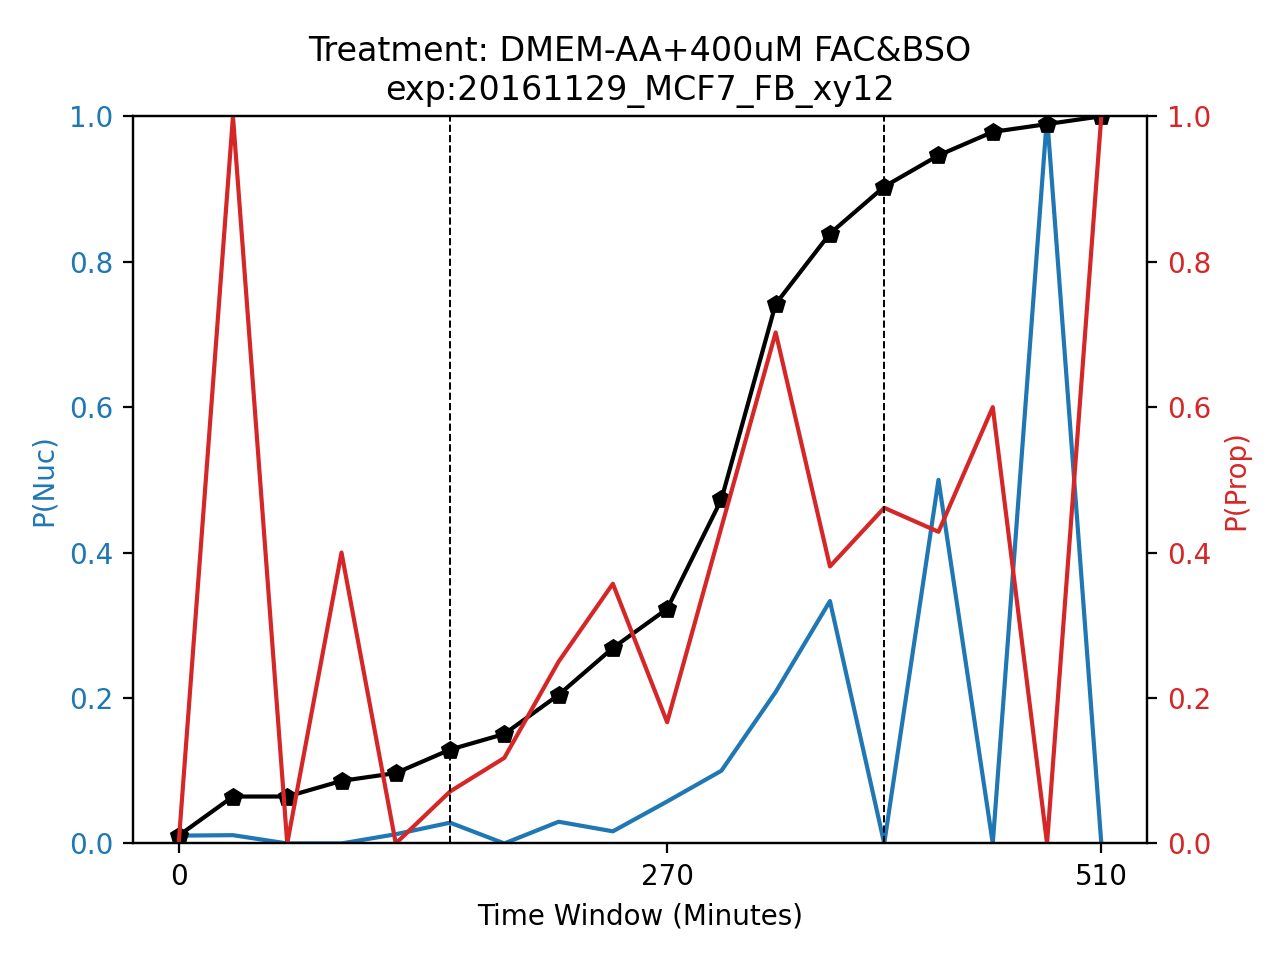 Treatment: DMEM-AA+400uM FAC&BSO
exp:20161129_MCF7_FB_xy12
1.0
0.8
0.6
0.4
0.2
0.0
P(Nuc)
1.0
0.8
0.6
0.4
0.2
0.0
P(Prop)
0 270 510
Time Window (Minutes)